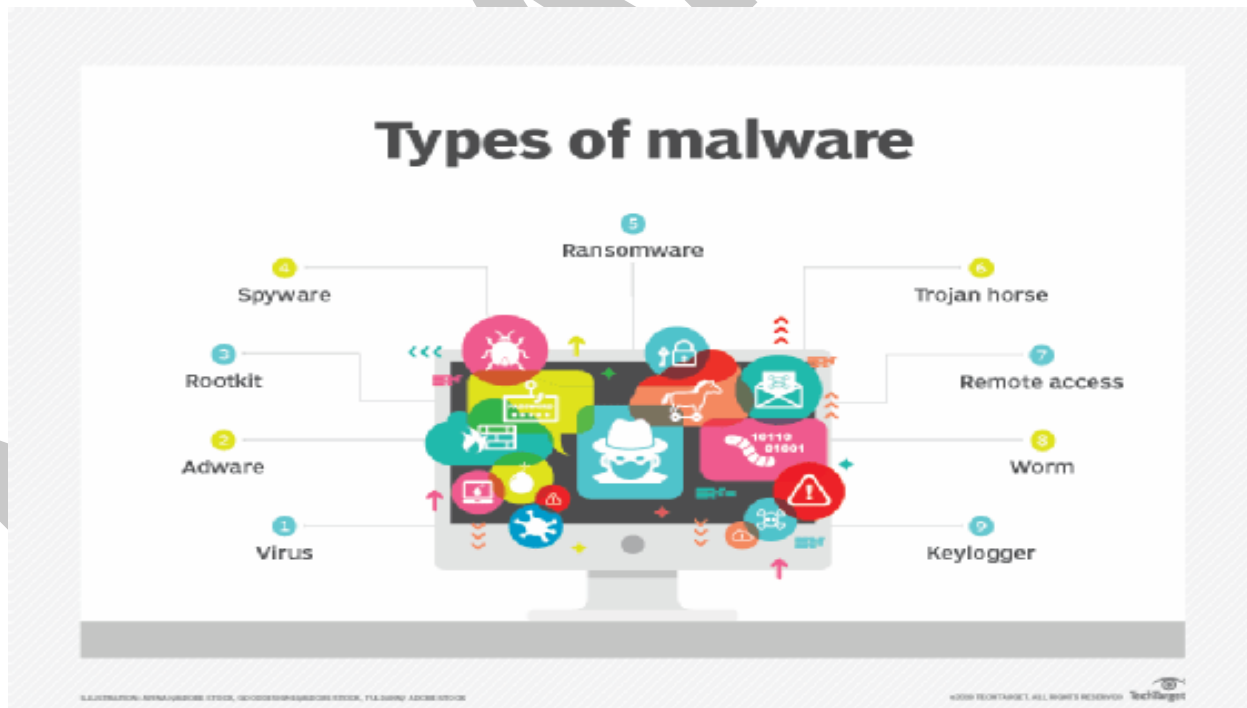 Types of malware
5
Ransomware
4
Spyware
6
Trojan horse
3
Rootkit
7
Remote access
2
Adware
10110
01001
8
Worm
1
Virus
9
Keylogger
TechTarget